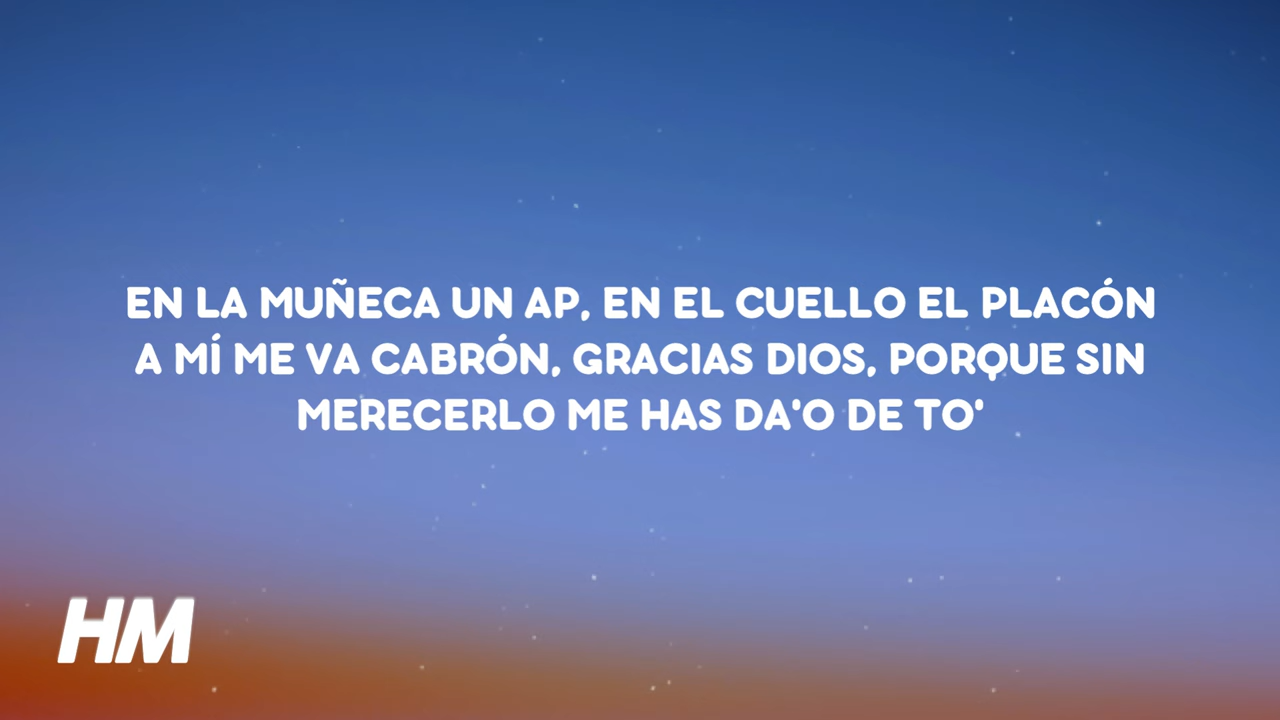 EN LA MUÑECA UN AP, EN EL CUELLO EL PLACÓN
A MÍ ME VA CABRÓN, GRACIAS DIOS, PORQUE SIN
MERECERLO ME HAS DA'O DE TO'
HM